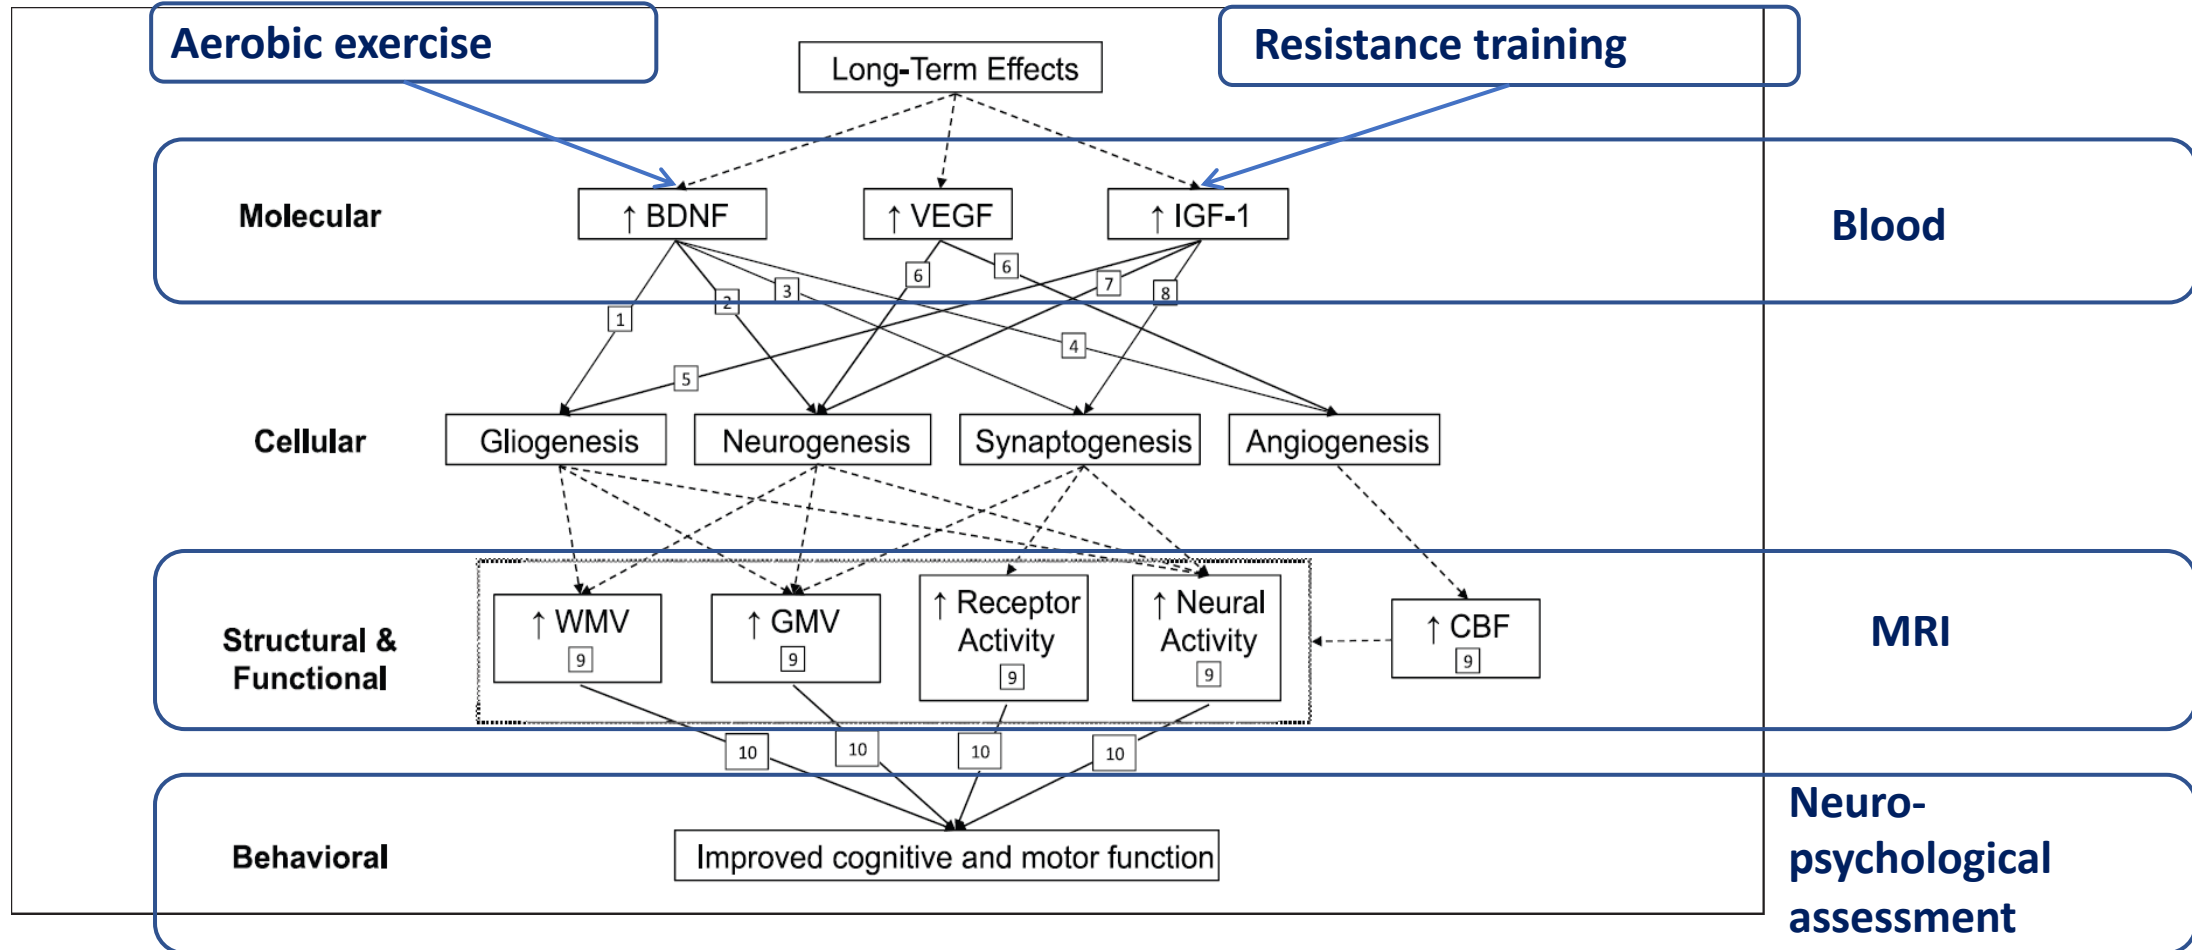 Aerobic exercise
Resistance training
Long-Term Effects
Molecular
↑ BDNF
↑ VEGF
↑ IGF-1
Blood
6
6
7
3
8
2
1
4
5
Cellular
Gliogenesis
Neurogenesis
Synaptogenesis
Angiogenesis
Structural &
Functional
↑ WMV
9
↑ GMV
9
↑ Receptor
Activity
9
↑ Neural
Activity
9
↑ CBF
9
MRI
10
10
10
10
Behavioral
Improved cognitive and motor function
Neuro-
psychological
assessment